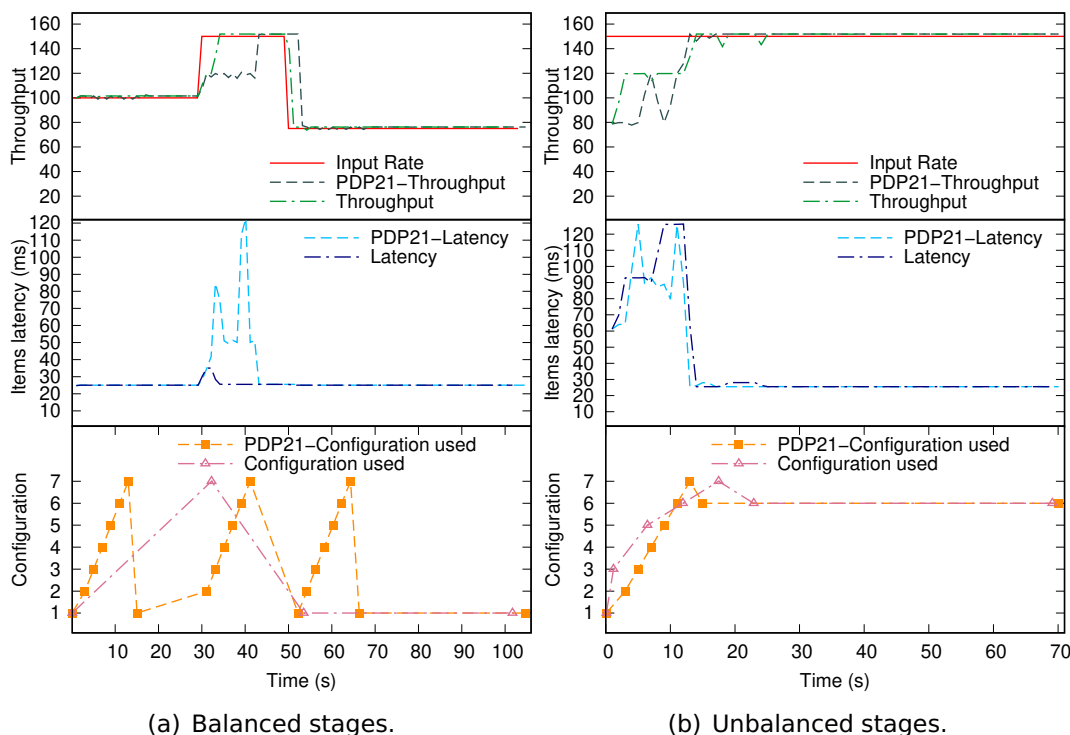 160
140
120
100
80
60
40
20
Throughput
Input Rate
PDP21−Throughput
Throughput
120
110
100
90
80
70
60
50
40
30
20
10
Items latency (ms)
PDP21−Latency
Latency
7
6
5
4
3
2
1
Configuration
PDP21−Configuration used
Configuration used
10 20 30 40 50 60 70 80 90 100
Time (s)
(a) Balanced stages.
160
140
120
100
80
60
40
20
Throughput
Input Rate
PDP21−Throughput
Throughput
120
110
100
90
80
70
60
50
40
30
20
10
Items latency (ms)
PDP21−Latency
Latency
7
6
5
4
3
2
1
Configuration
PDP21−Configuration used
Configuration used
0 10 20 30 40 50 60 70
Time (s)
(b) Unbalanced stages.